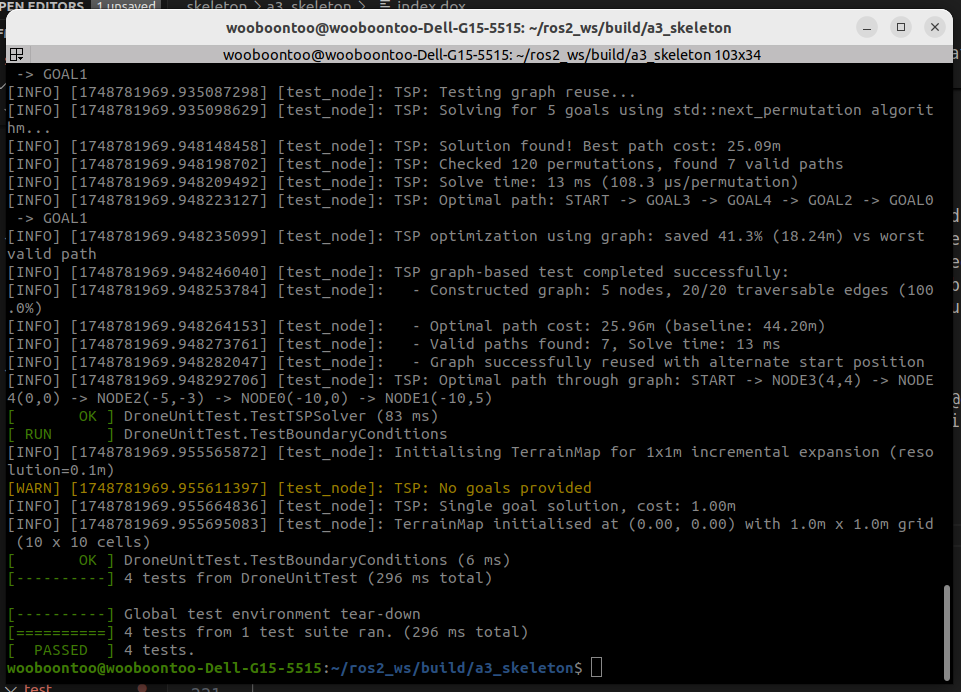 PEN EDITORS 1 unsaved skeleton > a3_skeleton > index.dox
wooboontoo@wooboontoo-Dell-G15-5515: ~/ros2_ws/build/a3_skeleton
wooboontoo@wooboontoo-Dell-G15-5515: ~/ros2_ws/build/a3_skeleton 103x34
 -> GOAL1
[INFO] [1748781969.935087298] [test_node]: TSP: Testing graph reuse...
[INFO] [1748781969.935098629] [test_node]: TSP: Solving for 5 goals using std::next_permutation algorit
hm...
[INFO] [1748781969.948148458] [test_node]: TSP: Solution found! Best path cost: 25.09m
[INFO] [1748781969.948198702] [test_node]: TSP: Checked 120 permutations, found 7 valid paths
[INFO] [1748781969.948209492] [test_node]: TSP: Solve time: 13 ms (108.3 µs/permutation)
[INFO] [1748781969.948223127] [test_node]: TSP: Optimal path: START -> GOAL3 -> GOAL4 -> GOAL2 -> GOAL0
 -> GOAL1
[INFO] [1748781969.948235099] [test_node]: TSP optimization using graph: saved 41.3% (18.24m) vs worst
valid path
[INFO] [1748781969.948246040] [test_node]: TSP graph-based test completed successfully:
[INFO] [1748781969.948253784] [test_node]:   - Constructed graph: 5 nodes, 20/20 traversable edges (100
.0%)
[INFO] [1748781969.948264153] [test_node]:   - Optimal path cost: 25.96m (baseline: 44.20m)
[INFO] [1748781969.948273761] [test_node]:   - Valid paths found: 7, Solve time: 13 ms
[INFO] [1748781969.948282047] [test_node]:   - Graph successfully reused with alternate start position
[INFO] [1748781969.948292706] [test_node]: TSP: Optimal path through graph: START -> NODE3(4,4) -> NODE
4(0,0) -> NODE2(-5,-3) -> NODE0(-10,0) -> NODE1(-10,5)
[       OK ] DroneUnitTest.TestTSPSolver (83 ms)
[ RUN      ] DroneUnitTest.TestBoundaryConditions
[INFO] [1748781969.955565872] [test_node]: Initialising TerrainMap for 1x1m incremental expansion (reso
lution=0.1m)
[WARN] [1748781969.955611397] [test_node]: TSP: No goals provided
[INFO] [1748781969.955664836] [test_node]: TSP: Single goal solution, cost: 1.00m
[INFO] [1748781969.955695083] [test_node]: TerrainMap initialised at (0.00, 0.00) with 1.0m x 1.0m grid
 (10 x 10 cells)
[       OK ] DroneUnitTest.TestBoundaryConditions (6 ms)
[----------] 4 tests from DroneUnitTest (296 ms total)
[----------] Global test environment tear-down
[==========] 4 tests from 1 test suite ran. (296 ms total)
[  PASSED  ] 4 tests.
wooboontoo@wooboontoo-Dell-G15-5515:~/ros2_ws/build/a3_skeleton$
test